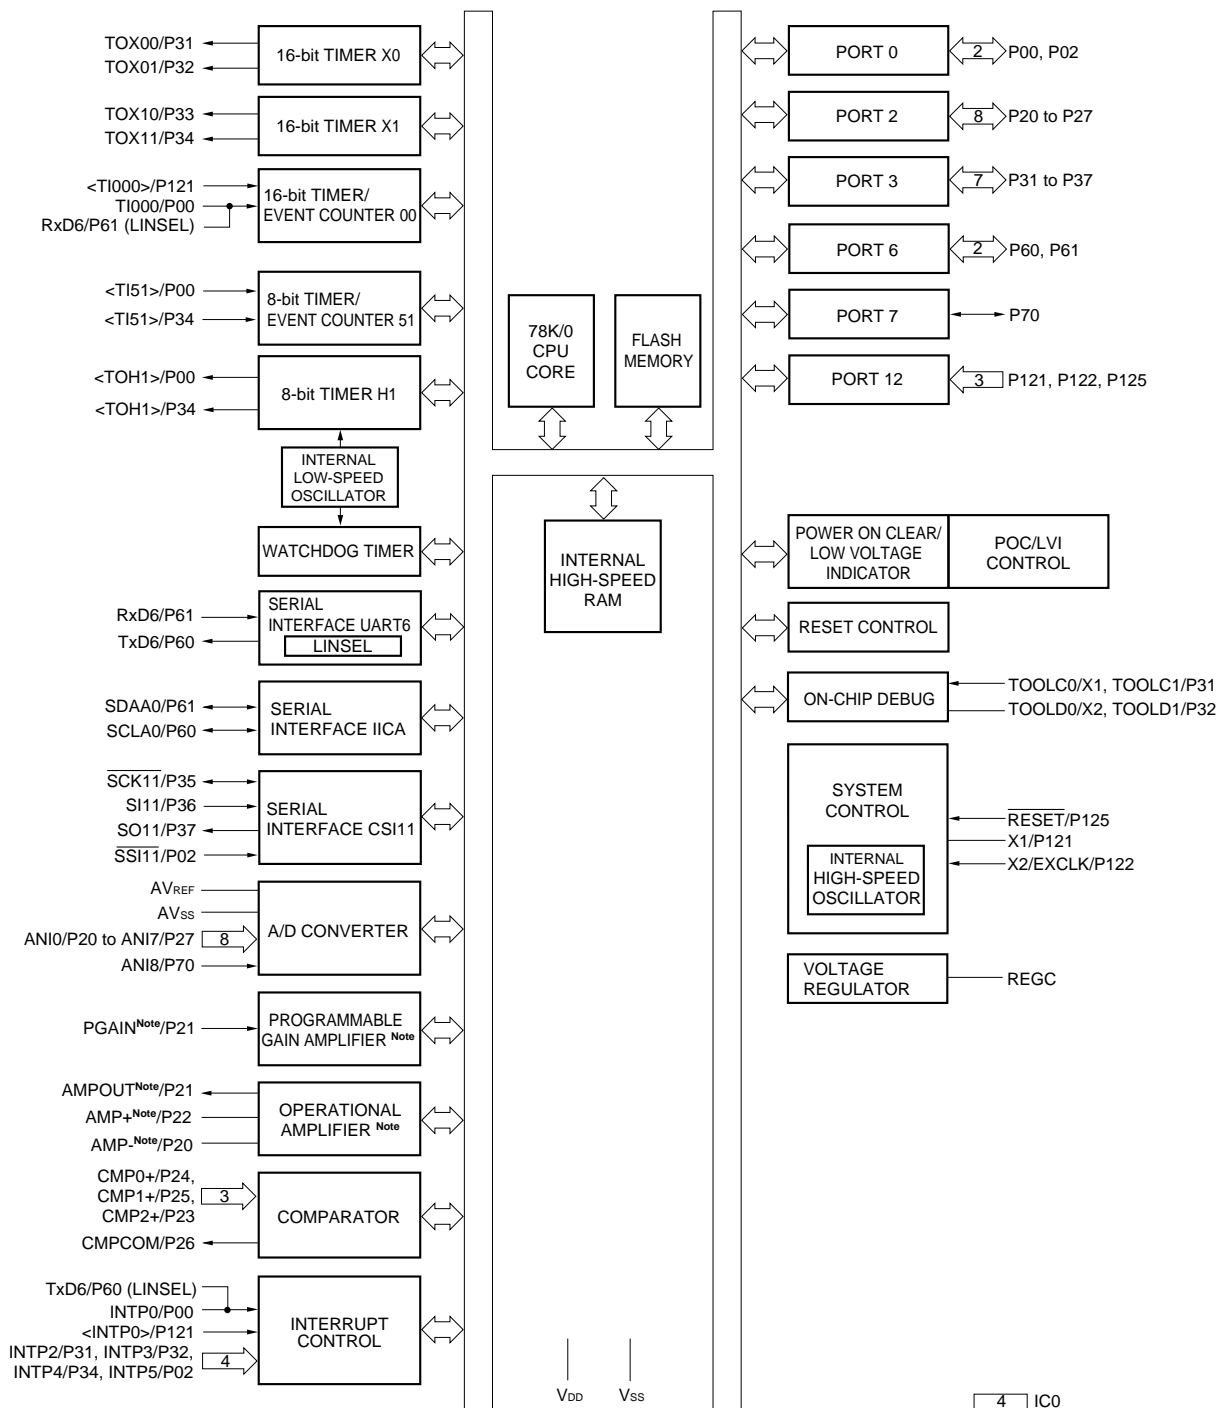 TOX00/P31
TOX01/P32
16-bit TIMER X0
TOX10/P33
TOX11/P34
16-bit TIMER X1
<TI000>/P121
TI000/P00
RxD6/P61 (LINSEL)
16-bit TIMER/
EVENT COUNTER 00
<TI51>/P00
<TI51>/P34
8-bit TIMER/
EVENT COUNTER 51
<TOH1>/P00
<TOH1>/P34
8-bit TIMER H1
INTERNAL
LOW-SPEED
OSCILLATOR
WATCHDOG TIMER
RxD6/P61
TxD6/P60
SERIAL
INTERFACE UART6
LINSEL
SDAA0/P61
SCLA0/P60
SERIAL
INTERFACE IICA
SCK11/P35
SI11/P36
SO11/P37
SSI11/P02
SERIAL
INTERFACE CSI11
AVREF
AVSS
ANI0/P20 to ANI7/P27
8
ANI8/P70
A/D CONVERTER
PGAINNote/P21
PROGRAMMABLE
GAIN AMPLIFIER Note
AMPOUTNote/P21
AMP+Note/P22
AMP-Note/P20
OPERATIONAL
AMPLIFIER Note
CMP0+/P24,
CMP1+/P25,
CMP2+/P23
3
CMPCOM/P26
COMPARATOR
TxD6/P60 (LINSEL)
INTP0/P00
<INTP0>/P121
INTP2/P31, INTP3/P32,
INTP4/P34, INTP5/P02
4
INTERRUPT
CONTROL
78K/0
CPU
CORE
FLASH
MEMORY
INTERNAL
HIGH-SPEED
RAM
VDD
VSS
PORT 0
2
P00, P02
PORT 2
8
P20 to P27
PORT 3
7
P31 to P37
PORT 6
2
P60, P61
PORT 7
P70
PORT 12
3
P121, P122, P125
POWER ON CLEAR/
LOW VOLTAGE
INDICATOR
POC/LVI
CONTROL
RESET CONTROL
ON-CHIP DEBUG
TOOLC0/X1, TOOLC1/P31
TOOLD0/X2, TOOLD1/P32
SYSTEM
CONTROL
INTERNAL
HIGH-SPEED
OSCILLATOR
RESET/P125
X1/P121
X2/EXCLK/P122
VOLTAGE
REGULATOR
REGC
4
IC0